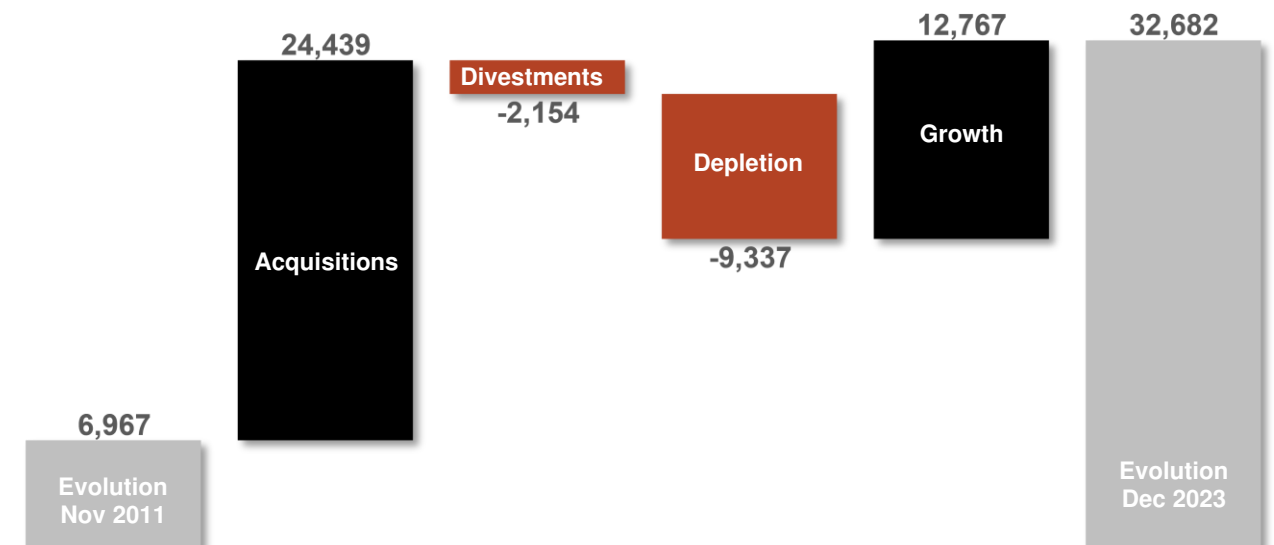 6,967
Evolution
Nov 2011
24,439
Acquisitions
Divestments
-2,154
Depletion
-9,337
12,767
Growth
32,682
Evolution
Dec 2023